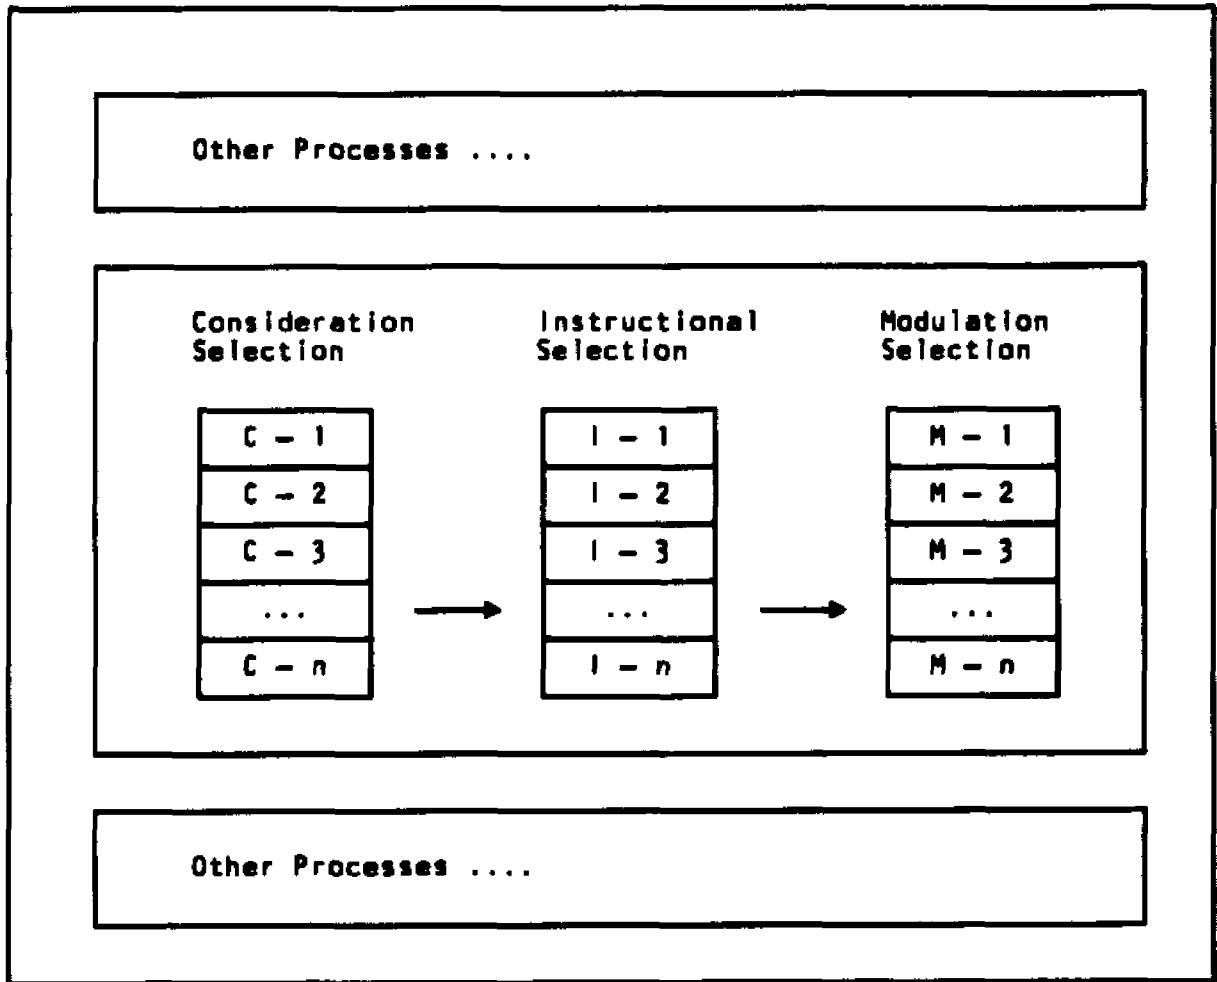 Other Processes ....
Consideration Selection
Instructional Selection
Modulation Selection
C - 1
I - 1
M - 1
C - 2
I - 2
M - 2
C - 3
I - 3
M - 3
...
...
...
C - n
I - n
M - n
Other Processes ....